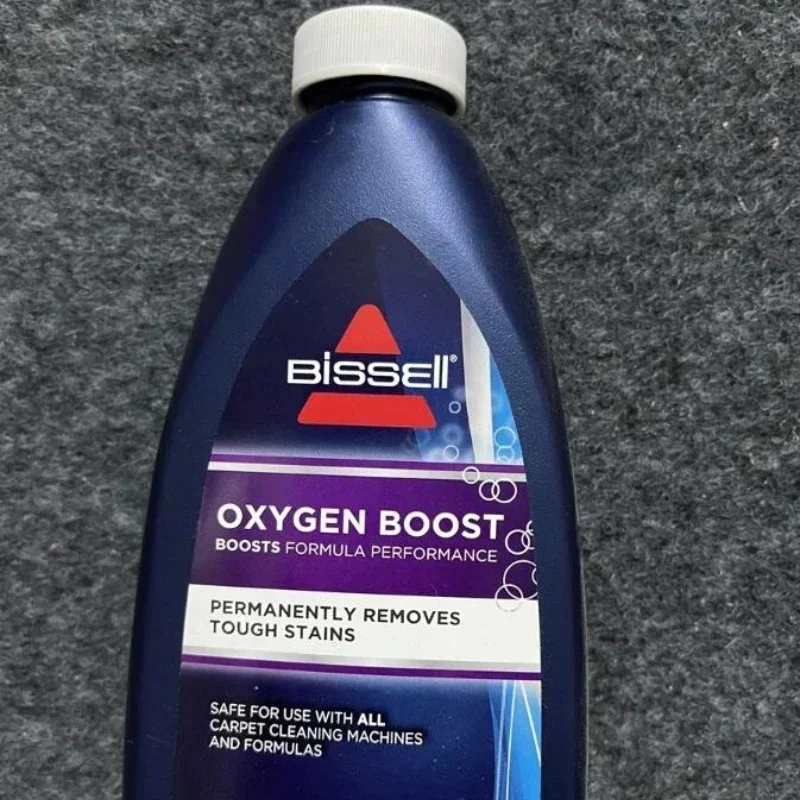 BISSELL®
OXYGEN BOOST
BOOSTS FORMULA PERFORMANCE
PERMANENTLY REMOVES
TOUGH STAINS
SAFE FOR USE WITH ALL
CARPET CLEANING MACHINES
AND FORMULAS